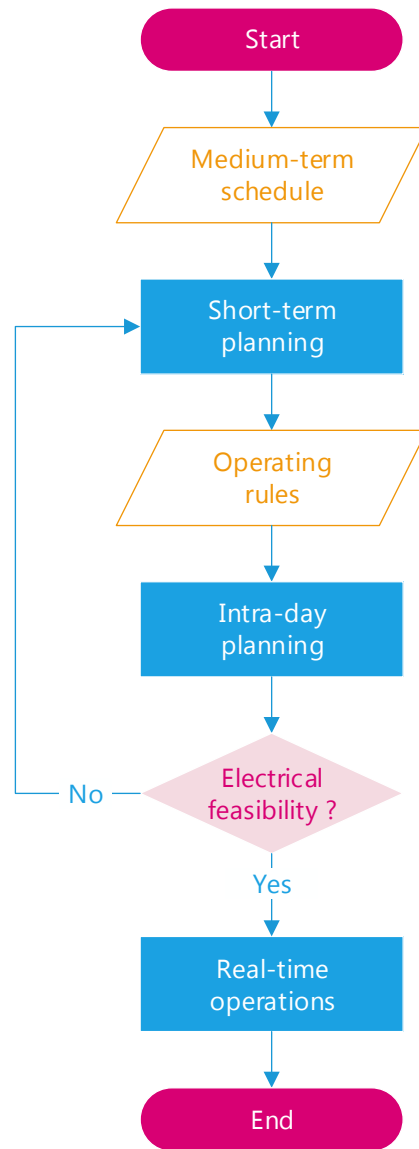 Start
Medium-term
schedule
Short-term
planning
Operating
rules
Intra-day
planning
Electrical
feasibility ?
No
Yes
Real-time
operations
End